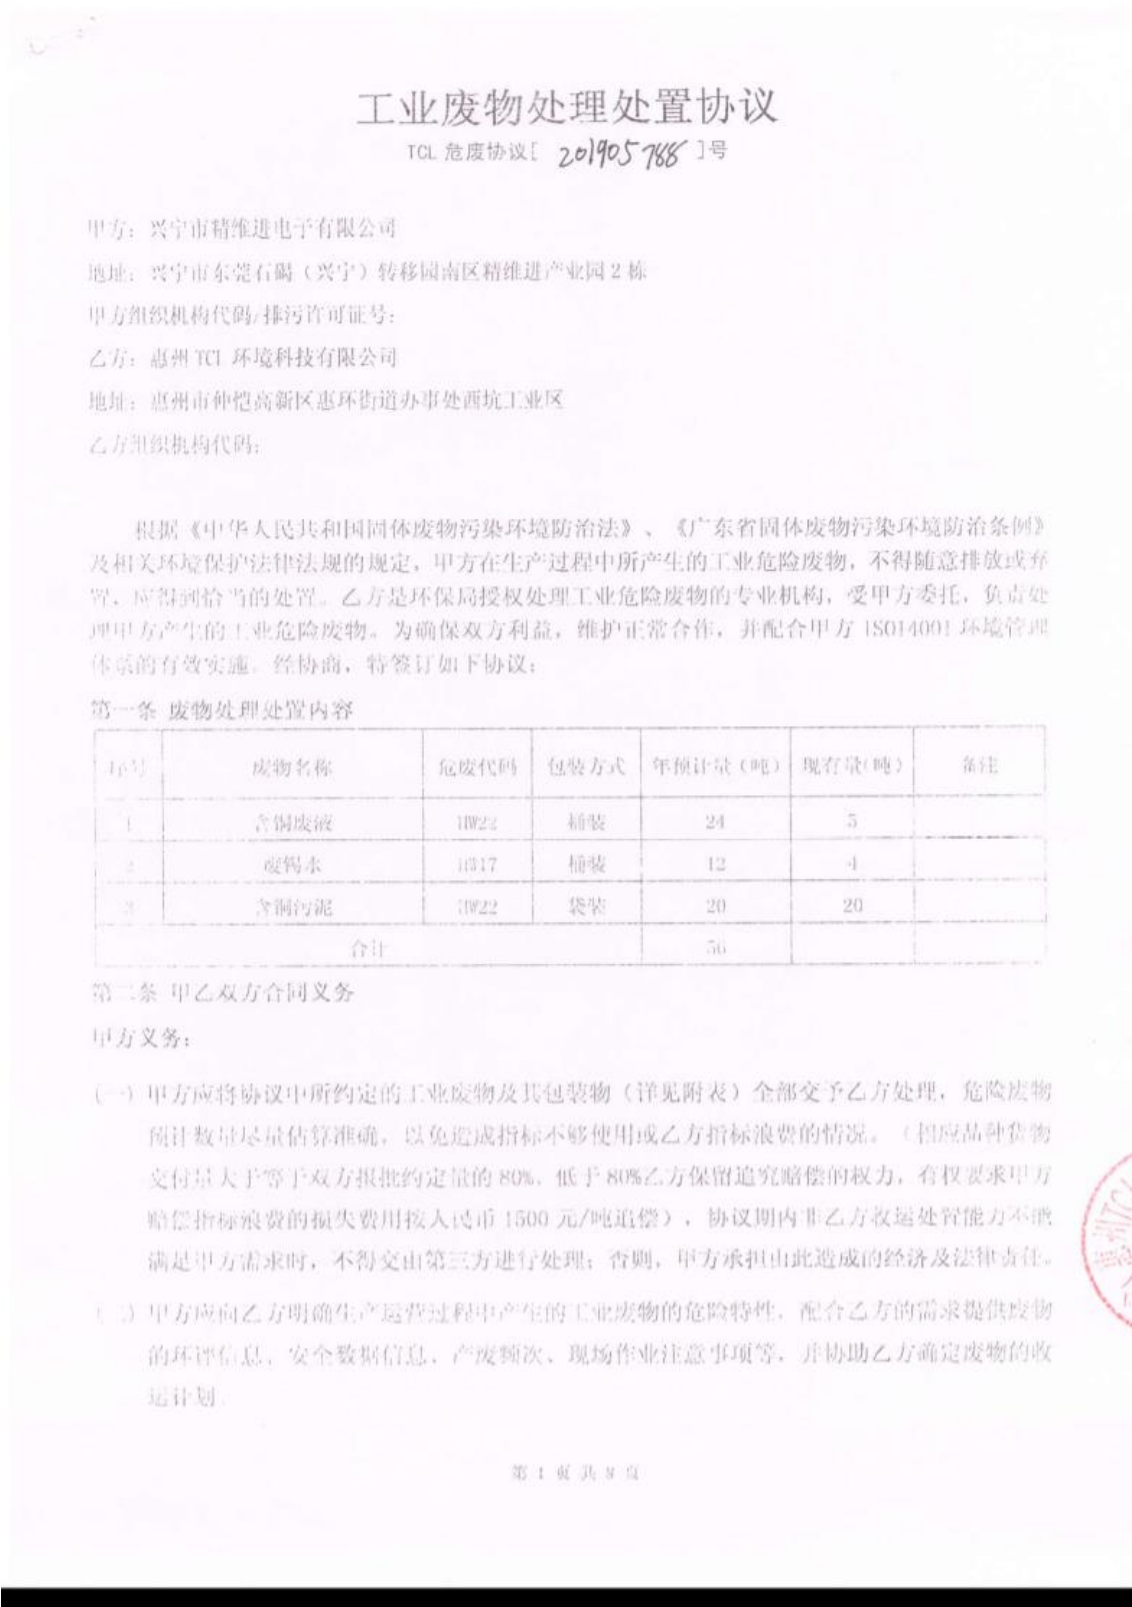 工业废物处理处置协议
TCL 危废协议[ 201905788 ]号
甲方：兴宁市精维进电子有限公司
地址：兴宁市东莞石碣（兴宁）转移园南区精维进产业园2栋
甲方组织机构代码/排污许可证号：
乙方：惠州 TCL 环境科技有限公司
地址：惠州市仲恺高新区惠环街道办事处西坑工业区
乙方组织机构代码：
根据《中华人民共和国固体废物污染环境防治法》、《广东省固体废物污染环境防治条例》
及相关环境保护法律法规的规定，甲方在生产过程中所产生的工业危险废物，不得随意排放或弃
置，应得到恰当的处置。乙方是环保局授权处理工业危险废物的专业机构，受甲方委托，负责处
理甲方产生的工业危险废物。为确保双方利益，维护正常合作，并配合甲方 ISO14001 环境管理
体系的有效实施。经协商，特签订如下协议：
第一条 废物处理处置内容
序号 废物名称 危废代码 包装方式 年预计量（吨） 现有量（吨） 备注
1 含铜废液 HW22 桶装 24 5
2 废锡水 HW17 桶装 12 4
3 含铜污泥 HW22 袋装 20 20
合计 56
第二条 甲乙双方合同义务
甲方义务：
（一）甲方应将协议中所约定的工业废物及其包装物（详见附表）全部交予乙方处理，危险废物
预计数量尽量估算准确，以免造成指标不够使用或乙方指标浪费的情况。（相应品种货物
交付量大于等于双方报批约定量的 80%，低于 80%乙方保留追究赔偿的权力，有权要求甲方
赔偿指标浪费的损失费用按人民币 1500 元/吨追偿），协议期内非乙方收运处置能力不能
满足甲方需求时，不得交由第三方进行处理；否则，甲方承担由此造成的经济及法律责任。
（二）甲方应向乙方明确生产运营过程中产生的工业废物的危险特性，配合乙方的需求提供废物
的环评信息、安全数据信息、产废频次、现场作业注意事项等，并协助乙方确定废物的收
运计划。
惠州TCL
第 1 页 共 8 页